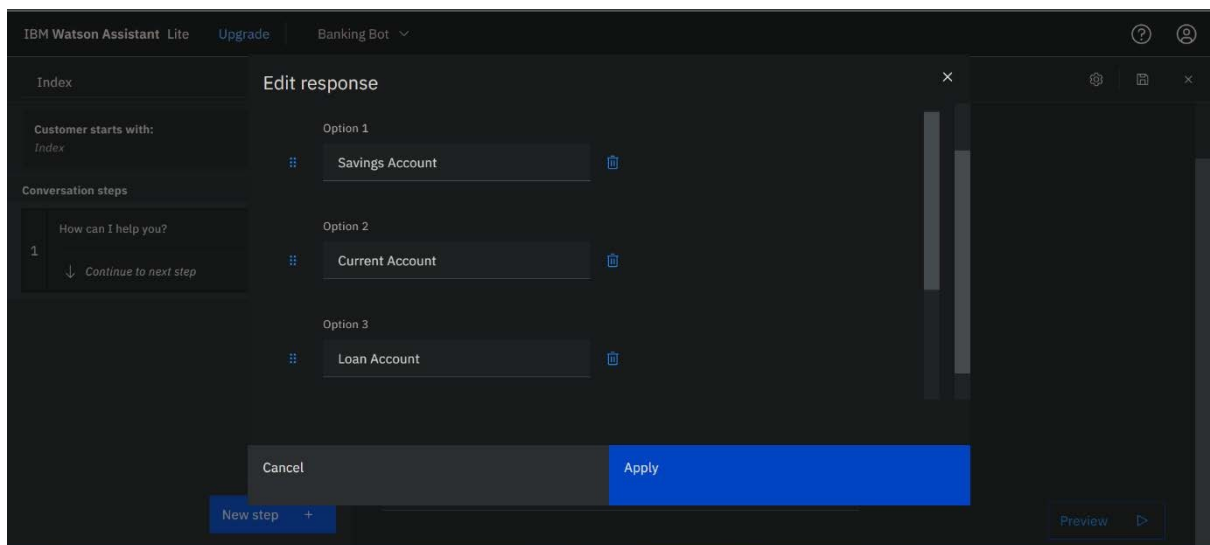 IBM Watson Assistant Lite Upgrade Banking Bot
Index
Edit response
Customer starts with:
Index
Conversation steps
1
How can I help you?
Continue to next step
Option 1
Savings Account
Option 2
Current Account
Option 3
Loan Account
Cancel
Apply
New step +
Preview